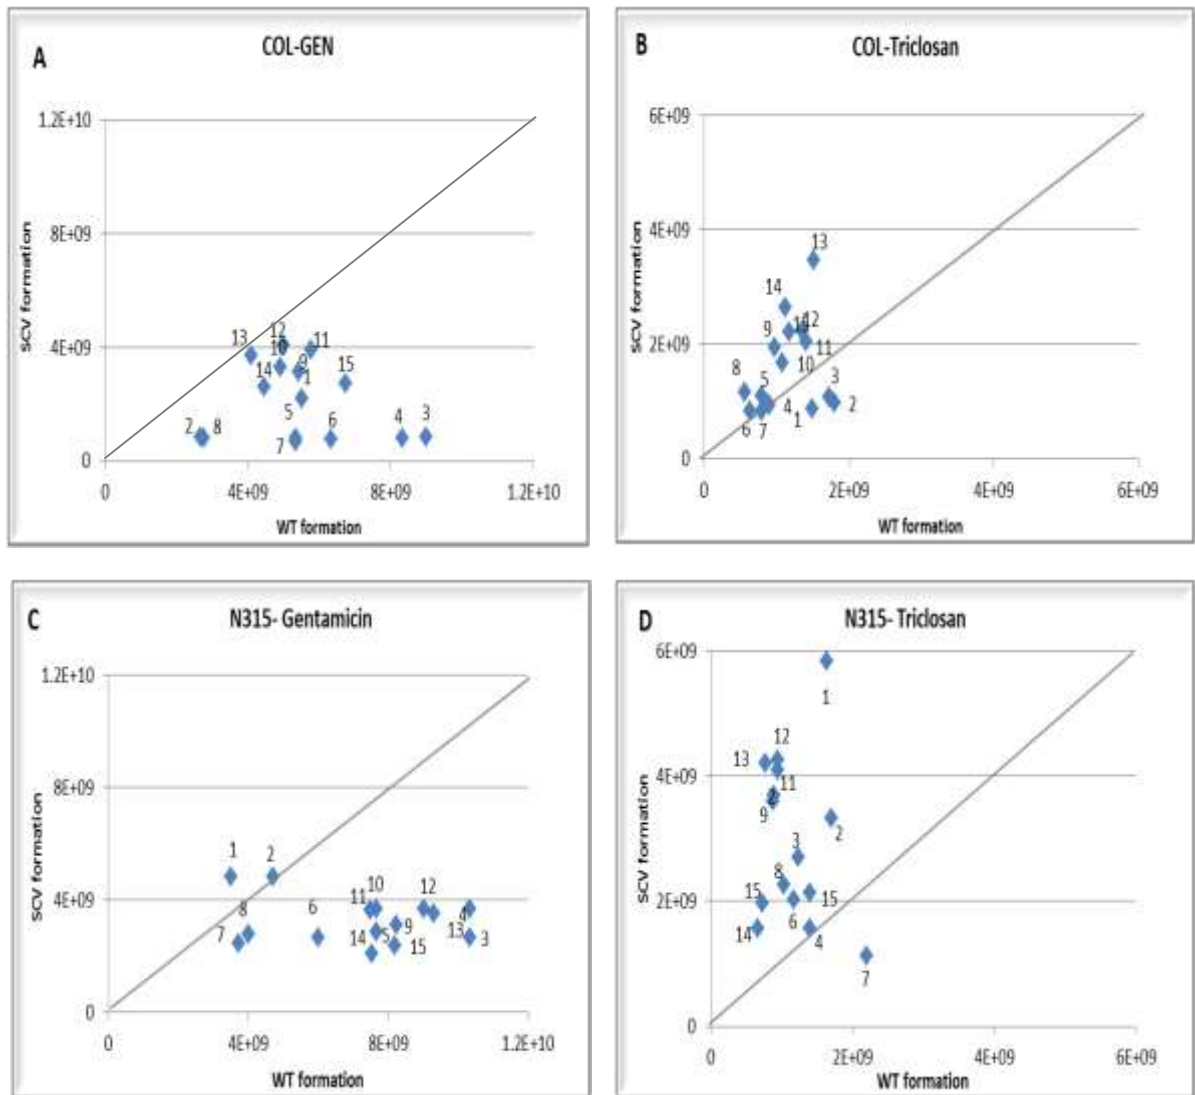 A
COL-GEN
1.2E+10
8E+09
4E+09
0
SCV formation
13
12
11
10
9
15
14
1
5
2
8
7
6
4
3
0
4E+09
8E+09
1.2E+10
WT formation
B
COL-Triclosan
6E+09
4E+09
2E+09
0
SCV formation
13
14
12
9
11
10
8
5
3
4
2
1
6
7
0
2E+09
4E+09
6E+09
WT formation
C
N315- Gentamicin
1.2E+10
8E+09
4E+09
0
SCV formation
1
2
10
12
11
8
6
4
7
9
14
5
13
3
15
0
4E+09
8E+09
1.2E+10
WT formation
D
N315- Triclosan
6E+09
4E+09
2E+09
0
SCV formation
1
12
13
11
9
2
3
8
15
15
14
6
4
7
0
2E+09
4E+09
6E+09
WT formation